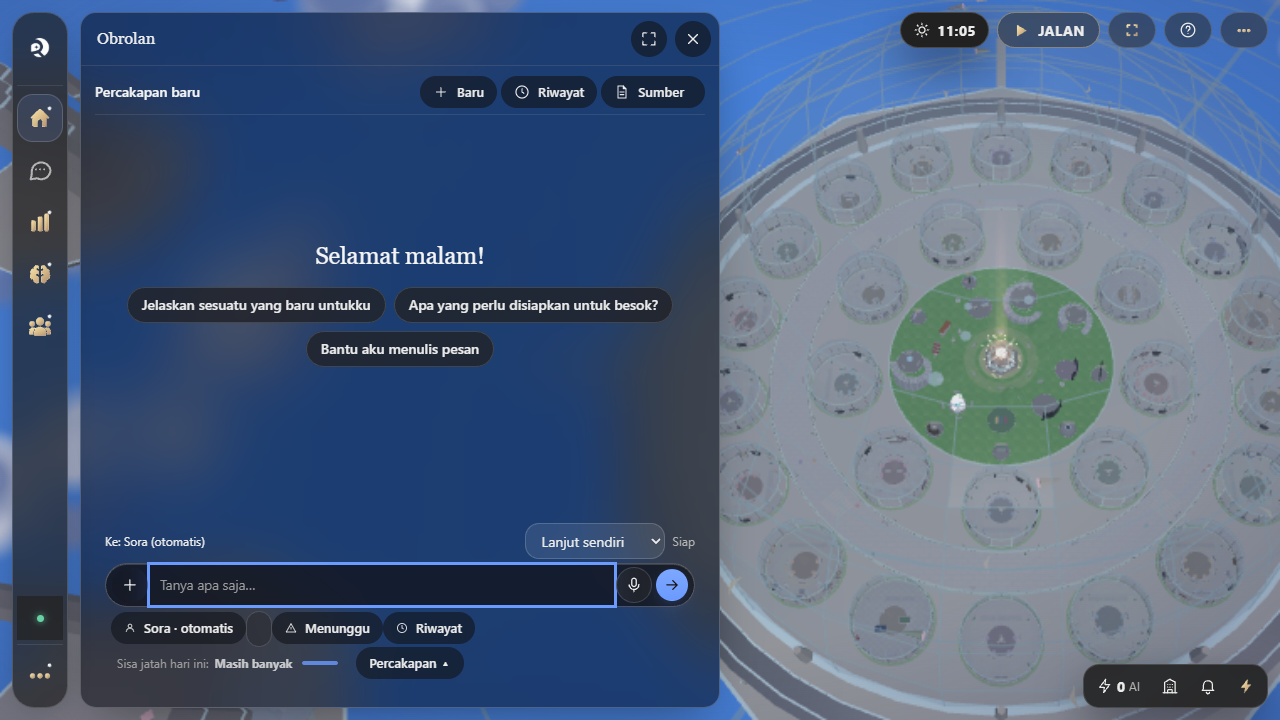 Obrolan
11:05
JALAN
Percakapan baru
Baru
Riwayat
Sumber
Selamat malam!
Jelaskan sesuatu yang baru untukku
Apa yang perlu disiapkan untuk besok?
Bantu aku menulis pesan
Ke: Sora (otomatis)
Lanjut sendiri
Siap
Tanya apa saja...
Sora · otomatis
Menunggu
Riwayat
Sisa jatah hari ini: Masih banyak
Percakapan
0 AI